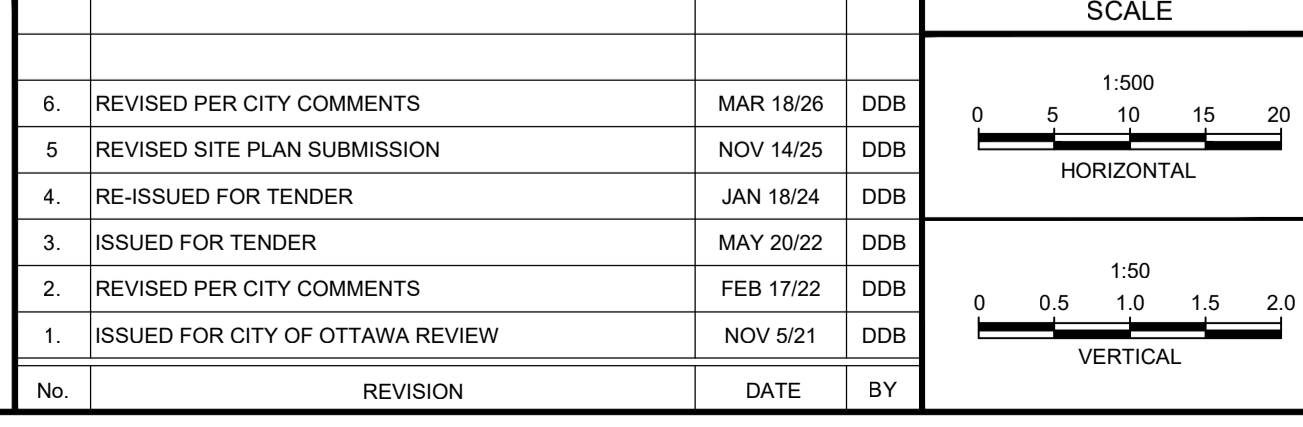 6. REVISED PER CITY COMMENTS MAR 18/26 DDB
5 REVISED SITE PLAN SUBMISSION NOV 14/25 DDB
4. RE-ISSUED FOR TENDER JAN 18/24 DDB
3. ISSUED FOR TENDER MAY 20/22 DDB
2. REVISED PER CITY COMMENTS FEB 17/22 DDB
1. ISSUED FOR CITY OF OTTAWA REVIEW NOV 5/21 DDB
No. REVISION DATE BY
SCALE
1:500
0 5 10 15 20
HORIZONTAL
1:50
0 0.5 1.0 1.5 2.0
VERTICAL